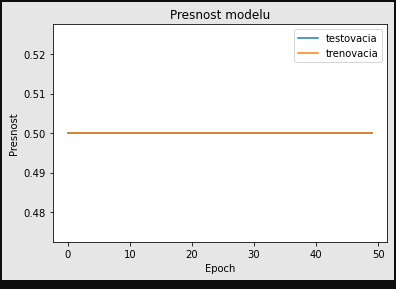 Presnost modelu
testovacia
trenovacia
0.52
0.51
0.50
0.49
0.48
Presnost
0 10 20 30 40 50
Epoch